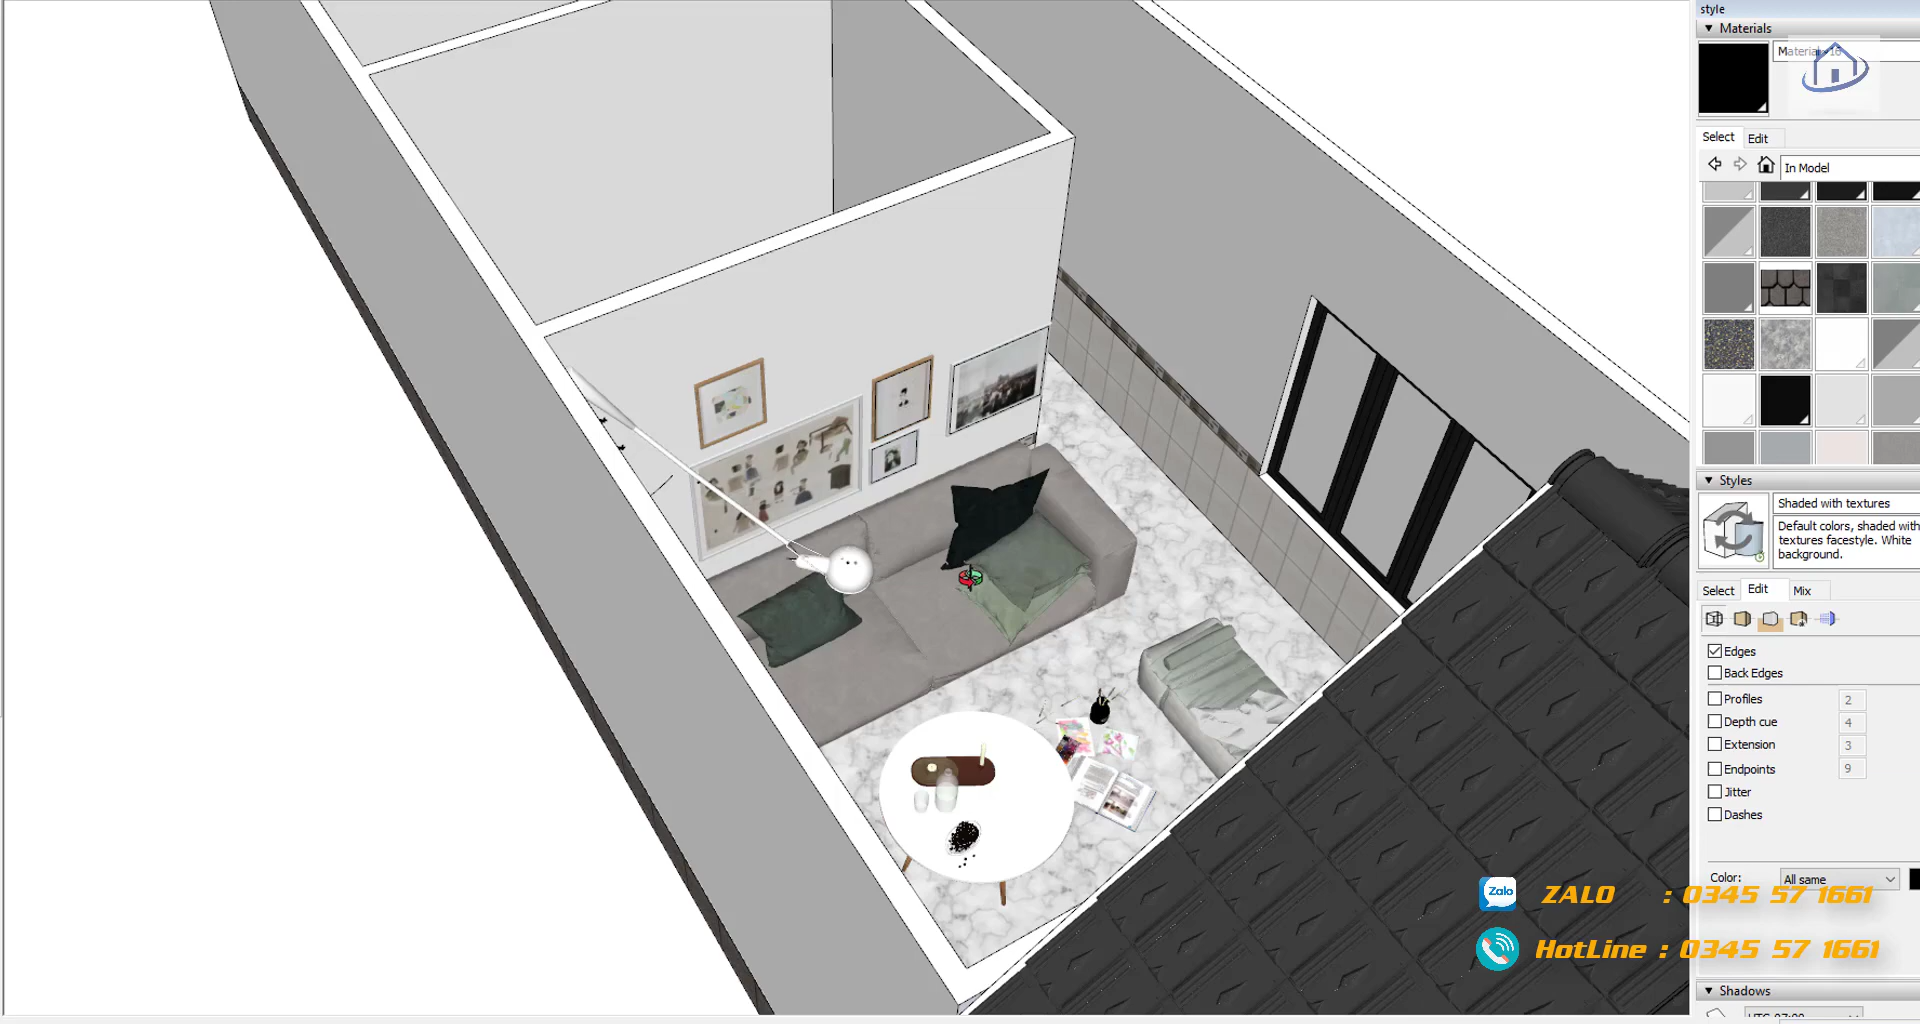 style
Materials
Material #16
Select
Edit
In Model
Styles
Shaded with textures
Default colors, shaded with
textures facestyle. White
background.
Select
Edit
Mix
Edges
Back Edges
Profiles
2
Depth cue
4
Extension
3
Endpoints
9
Jitter
Dashes
Color:
All same
Zalo
ZALO : 0345 57 1661
HotLine : 0345 57 1661
Shadows